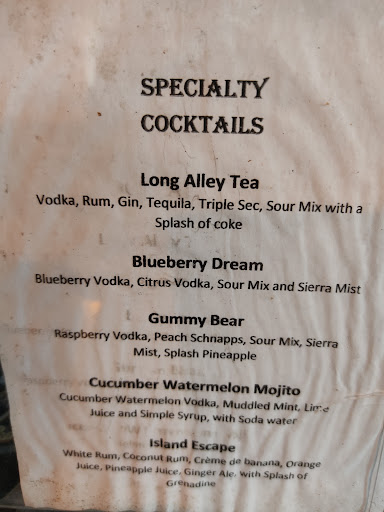 SPECIALTY
COCKTAILS
Long Alley Tea
Vodka, Rum, Gin, Tequila, Triple Sec, Sour Mix with a
Splash of coke
Blueberry Dream
Blueberry Vodka, Citrus Vodka, Sour Mix and Sierra Mist
Gummy Bear
Raspberry Vodka, Peach Schnapps, Sour Mix, Sierra
Mist, Splash Pineapple
Cucumber Watermelon Mojito
Cucumber Watermelon Vodka, Muddled Mint, Lime
Juice and Simple Syrup, with Soda water
Island Escape
White Rum, Coconut Rum, Crème de banana, Orange
Juice, Pineapple Juice, Ginger Ale, with Splash of
Grenadine